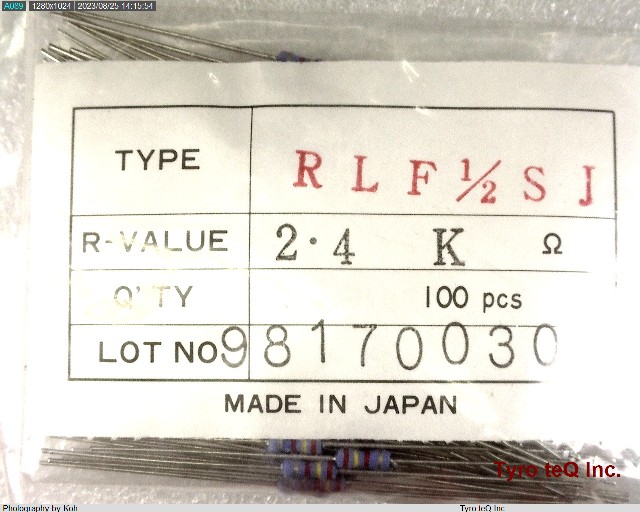 A089 1280x1024 2023/08/25 14:15:54
TYPE RLF½SJ
R-VALUE 2.4 K Ω
Q'TY 100 pcs
LOT NO 98170030
MADE IN JAPAN
Tyro teQ Inc.
Photography by Koh Tyro teQ Inc